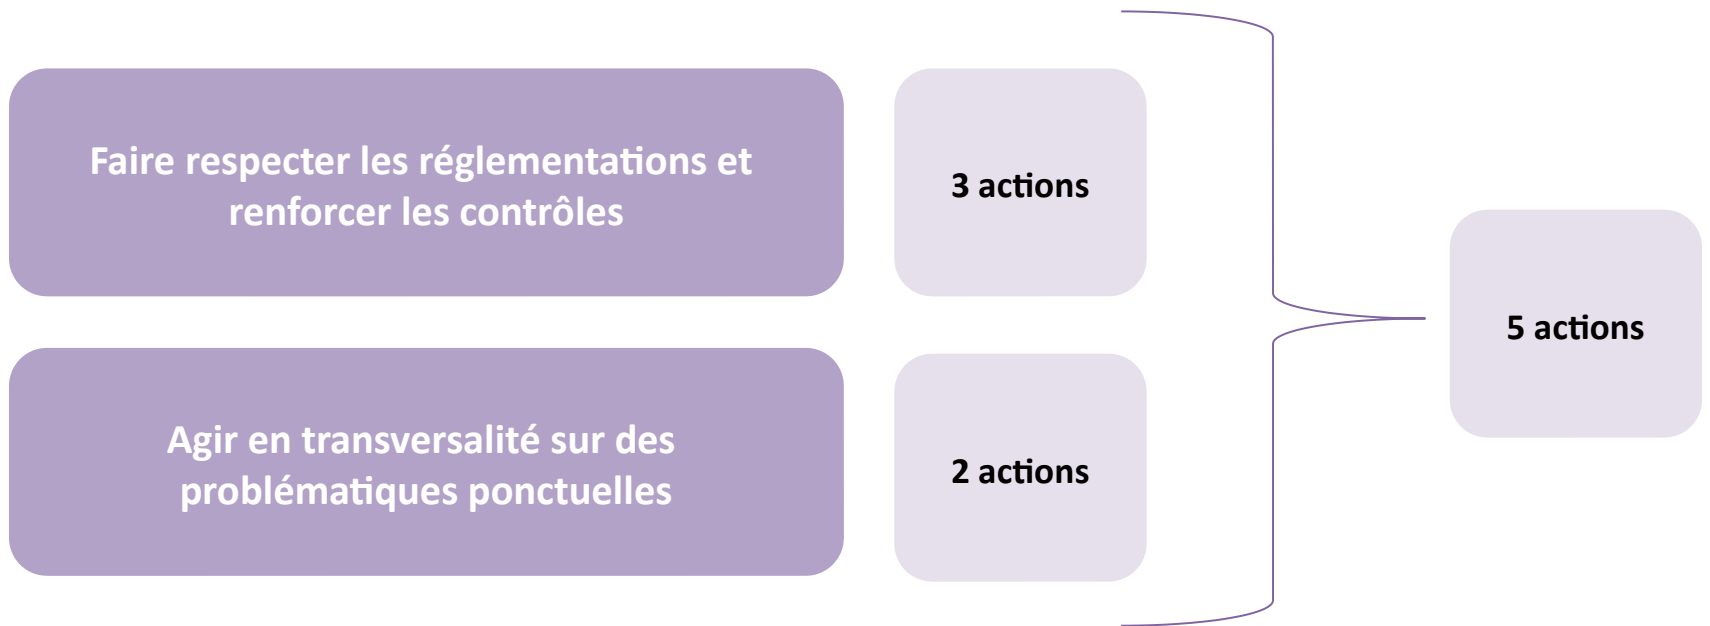 Faire respecter les réglementations et
renforcer les contrôles
3 actions
Agir en transversalité sur des
problématiques ponctuelles
2 actions
5 actions